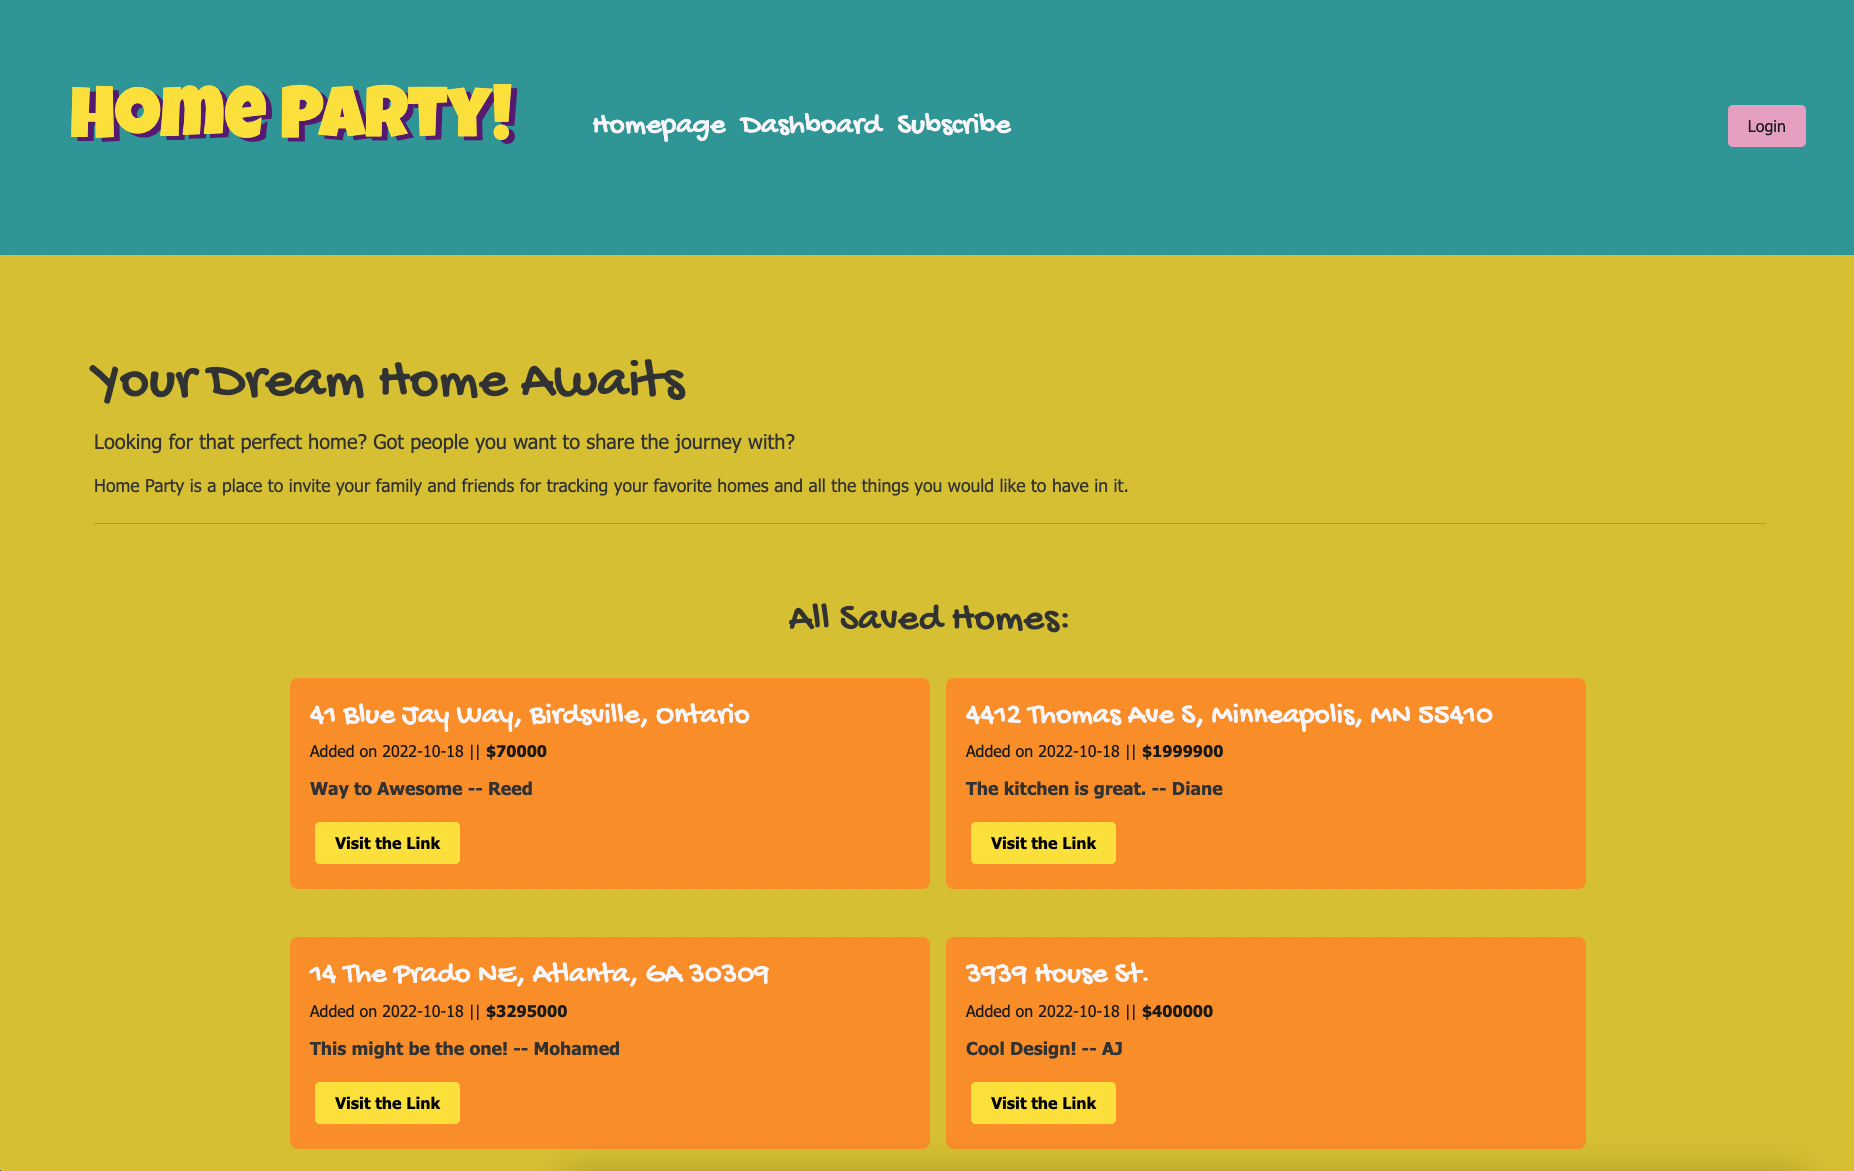 Home Party!
Homepage Dashboard Subscribe
Login
Your Dream Home Awaits
Looking for that perfect home? Got people you want to share the journey with?
Home Party is a place to invite your family and friends for tracking your favorite homes and all the things you would like to have in it.
All Saved Homes:
41 Blue Jay Way, Birdsville, Ontario
Added on 2022-10-18 || $70000
Way to Awesome -- Reed
Visit the Link
4412 Thomas Ave S, Minneapolis, MN 55410
Added on 2022-10-18 || $1999900
The kitchen is great. -- Diane
Visit the Link
14 The Prado NE, Atlanta, GA 30309
Added on 2022-10-18 || $3295000
This might be the one! -- Mohamed
Visit the Link
3939 House St.
Added on 2022-10-18 || $400000
Cool Design! -- AJ
Visit the Link